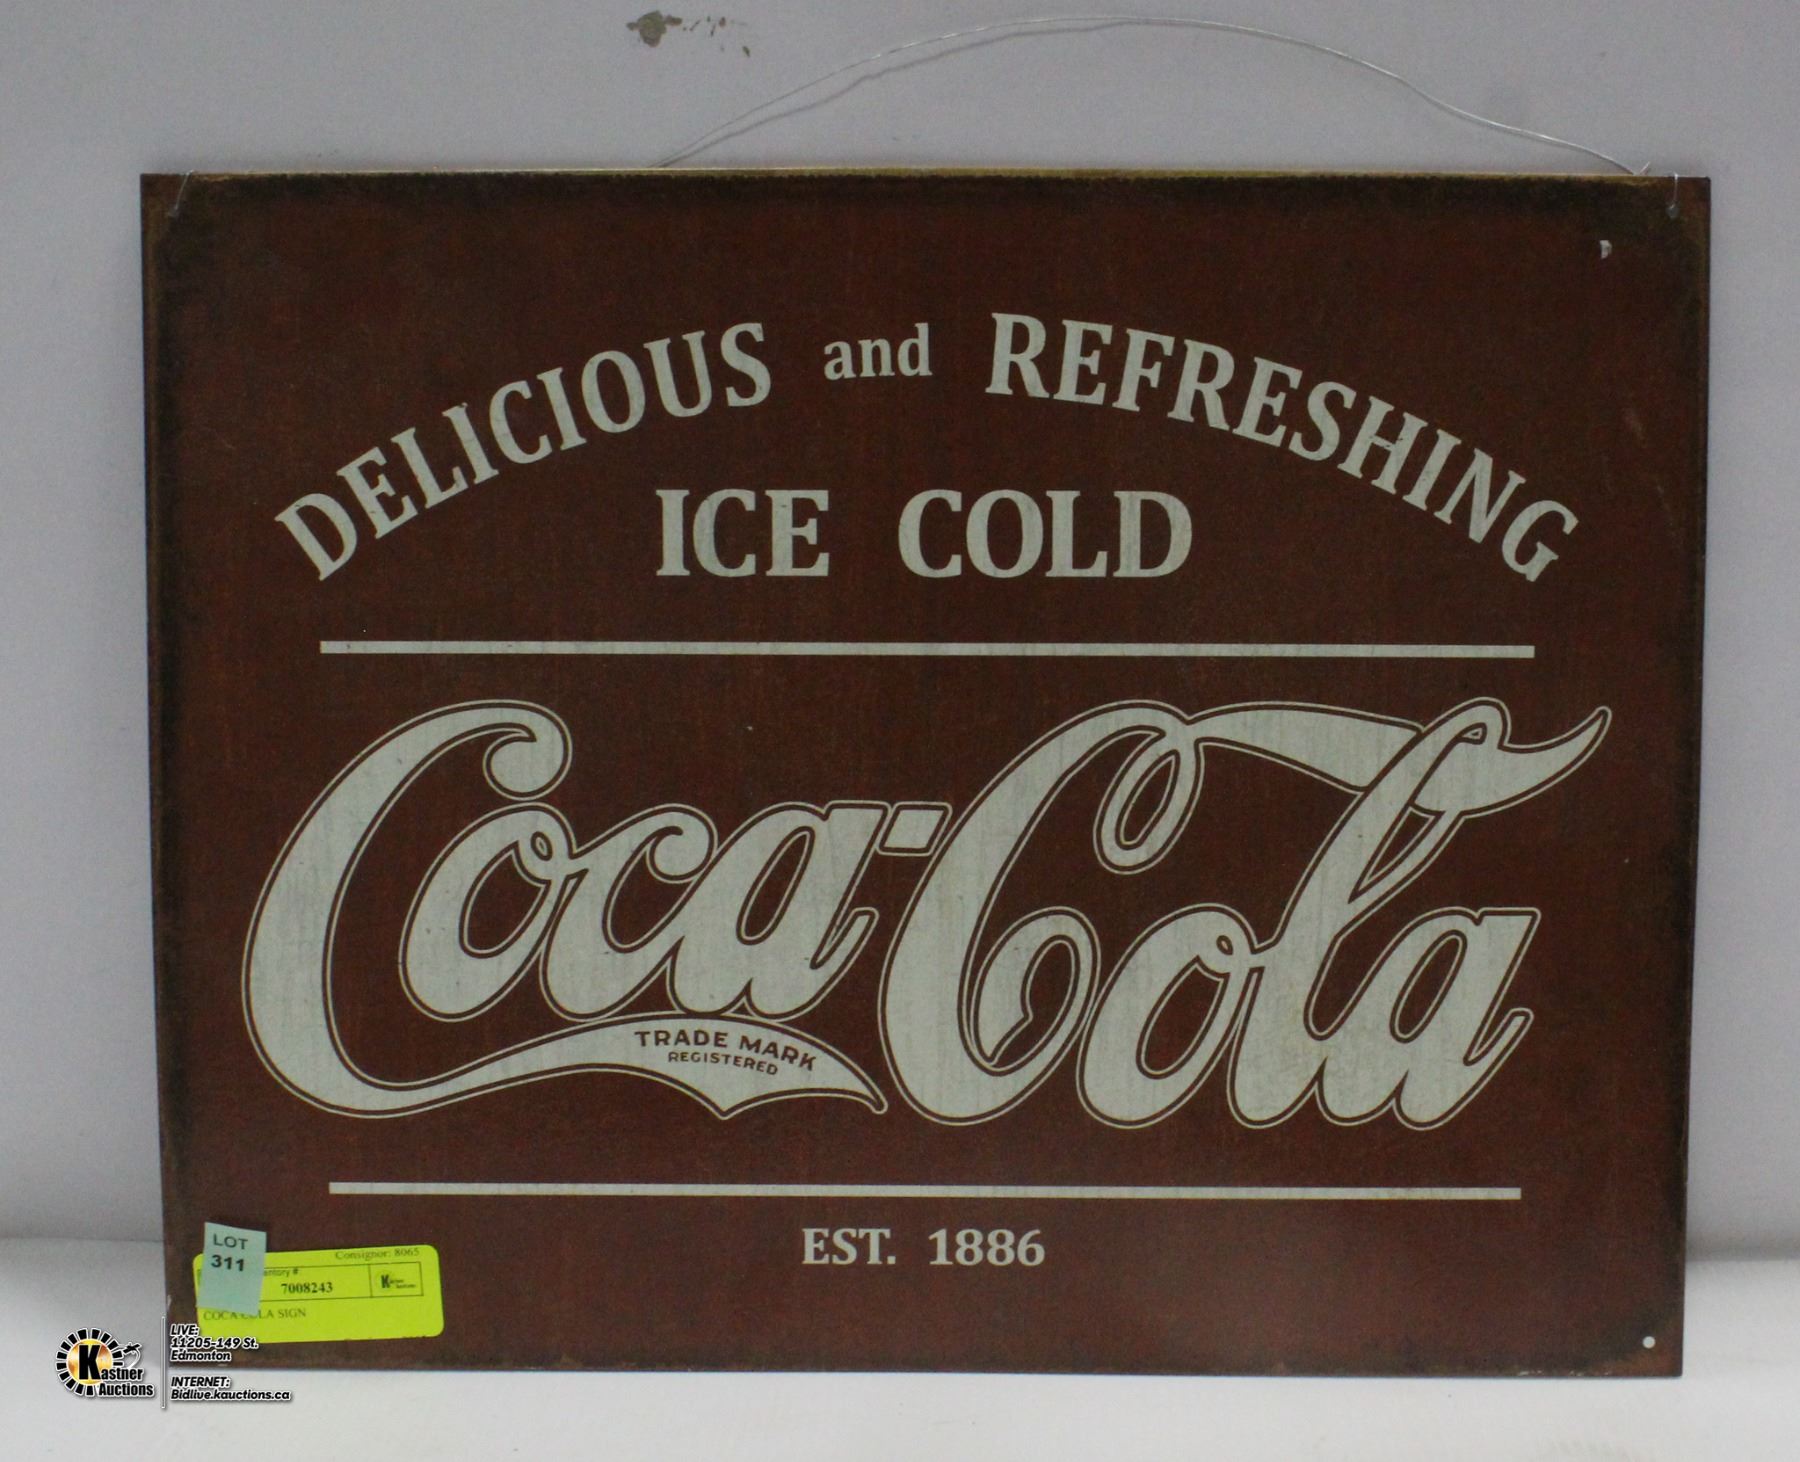 DELICIOUS and REFRESHING
ICE COLD
Coca-Cola
TRADE MARK
REGISTERED
EST. 1886
LOT
311
Consignor: 8065
7008243
COCA SIGN
Kastner
Auctions
LIVE:
11205-149 St.
Edmonton
INTERNET:
Bidlive.kauctions.ca